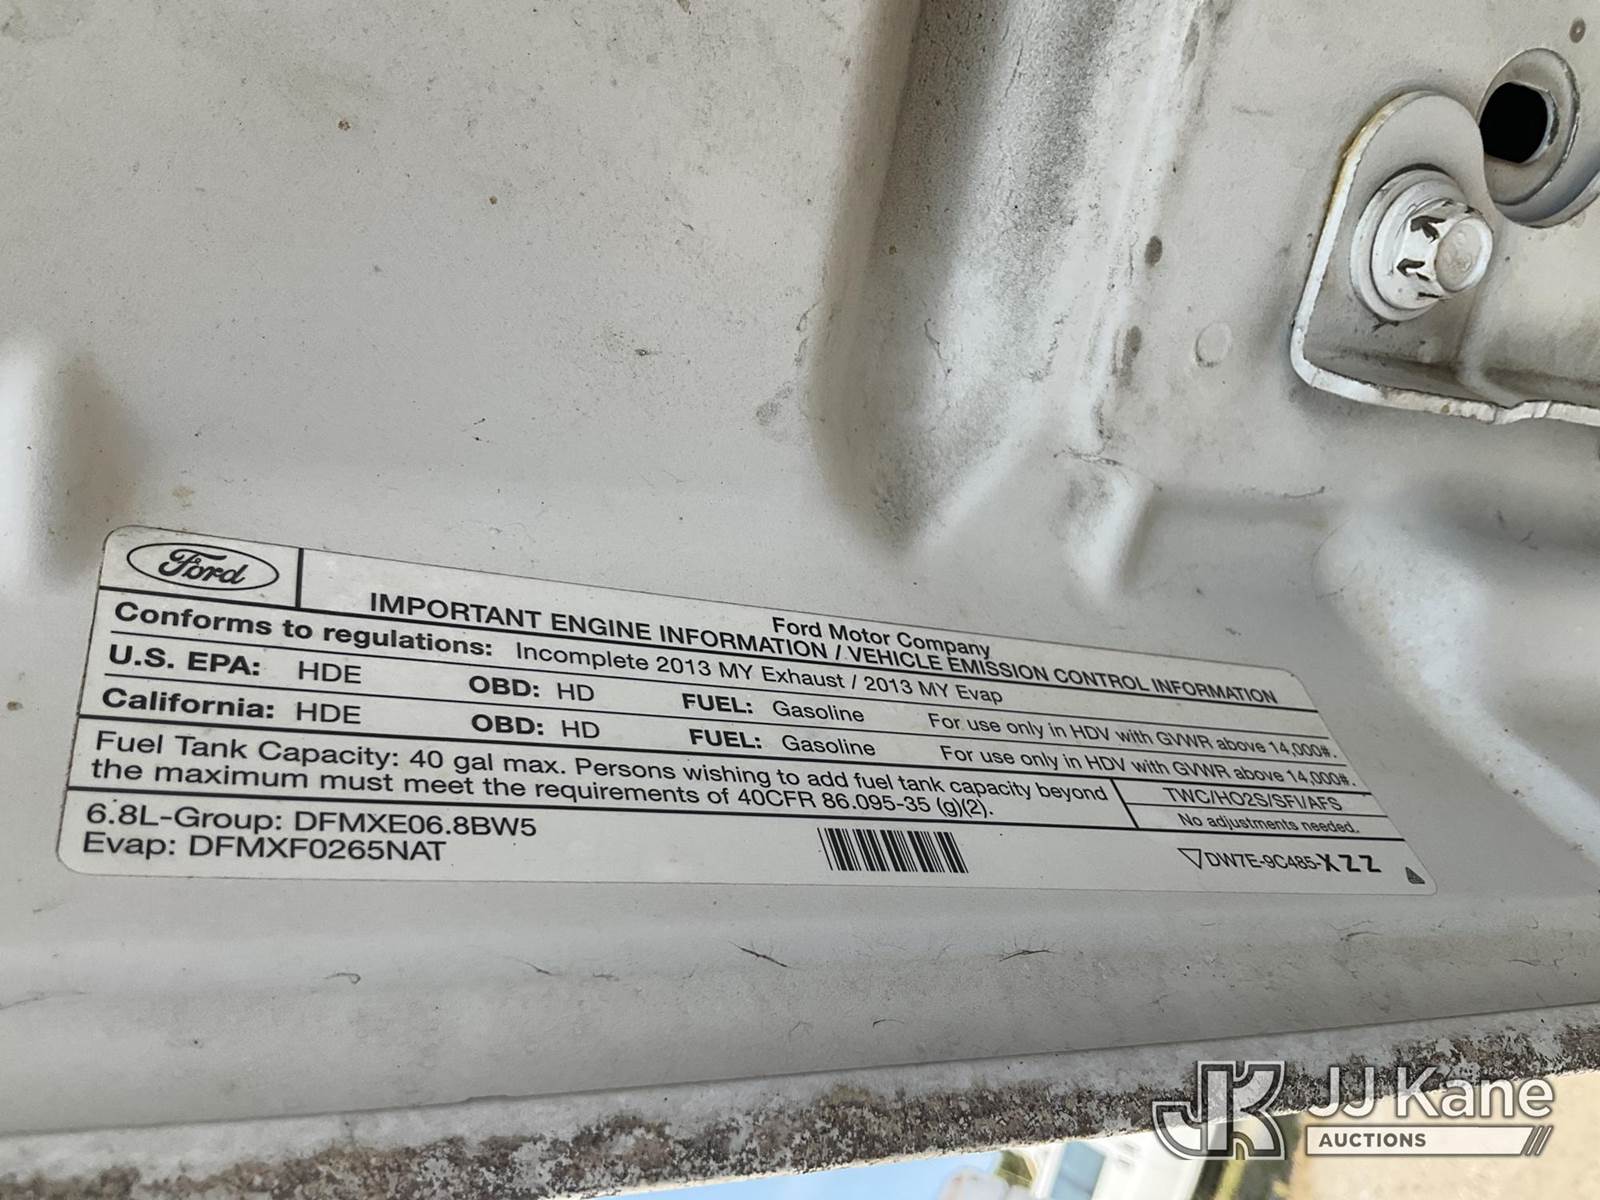 Ford
Ford Motor Company
IMPORTANT ENGINE INFORMATION / VEHICLE EMISSION CONTROL INFORMATION
Conforms to regulations: Incomplete 2013 MY Exhaust / 2013 MY Evap
U.S. EPA: HDE OBD: HD FUEL: Gasoline For use only in HDV with GVWR above 14,000#.
California: HDE OBD: HD FUEL: Gasoline For use only in HDV with GVWR above 14,000#.
Fuel Tank Capacity: 40 gal max. Persons wishing to add fuel tank capacity beyond
the maximum must meet the requirements of 40CFR 86.095-35 (g)(2).
TWC/HO2S/SFI/AFS
No adjustments needed.
6.8L-Group: DFMXE06.8BW5
Evap: DFMXF0265NAT
DW7E-9C485-XZZ
JK JJ Kane
AUCTIONS